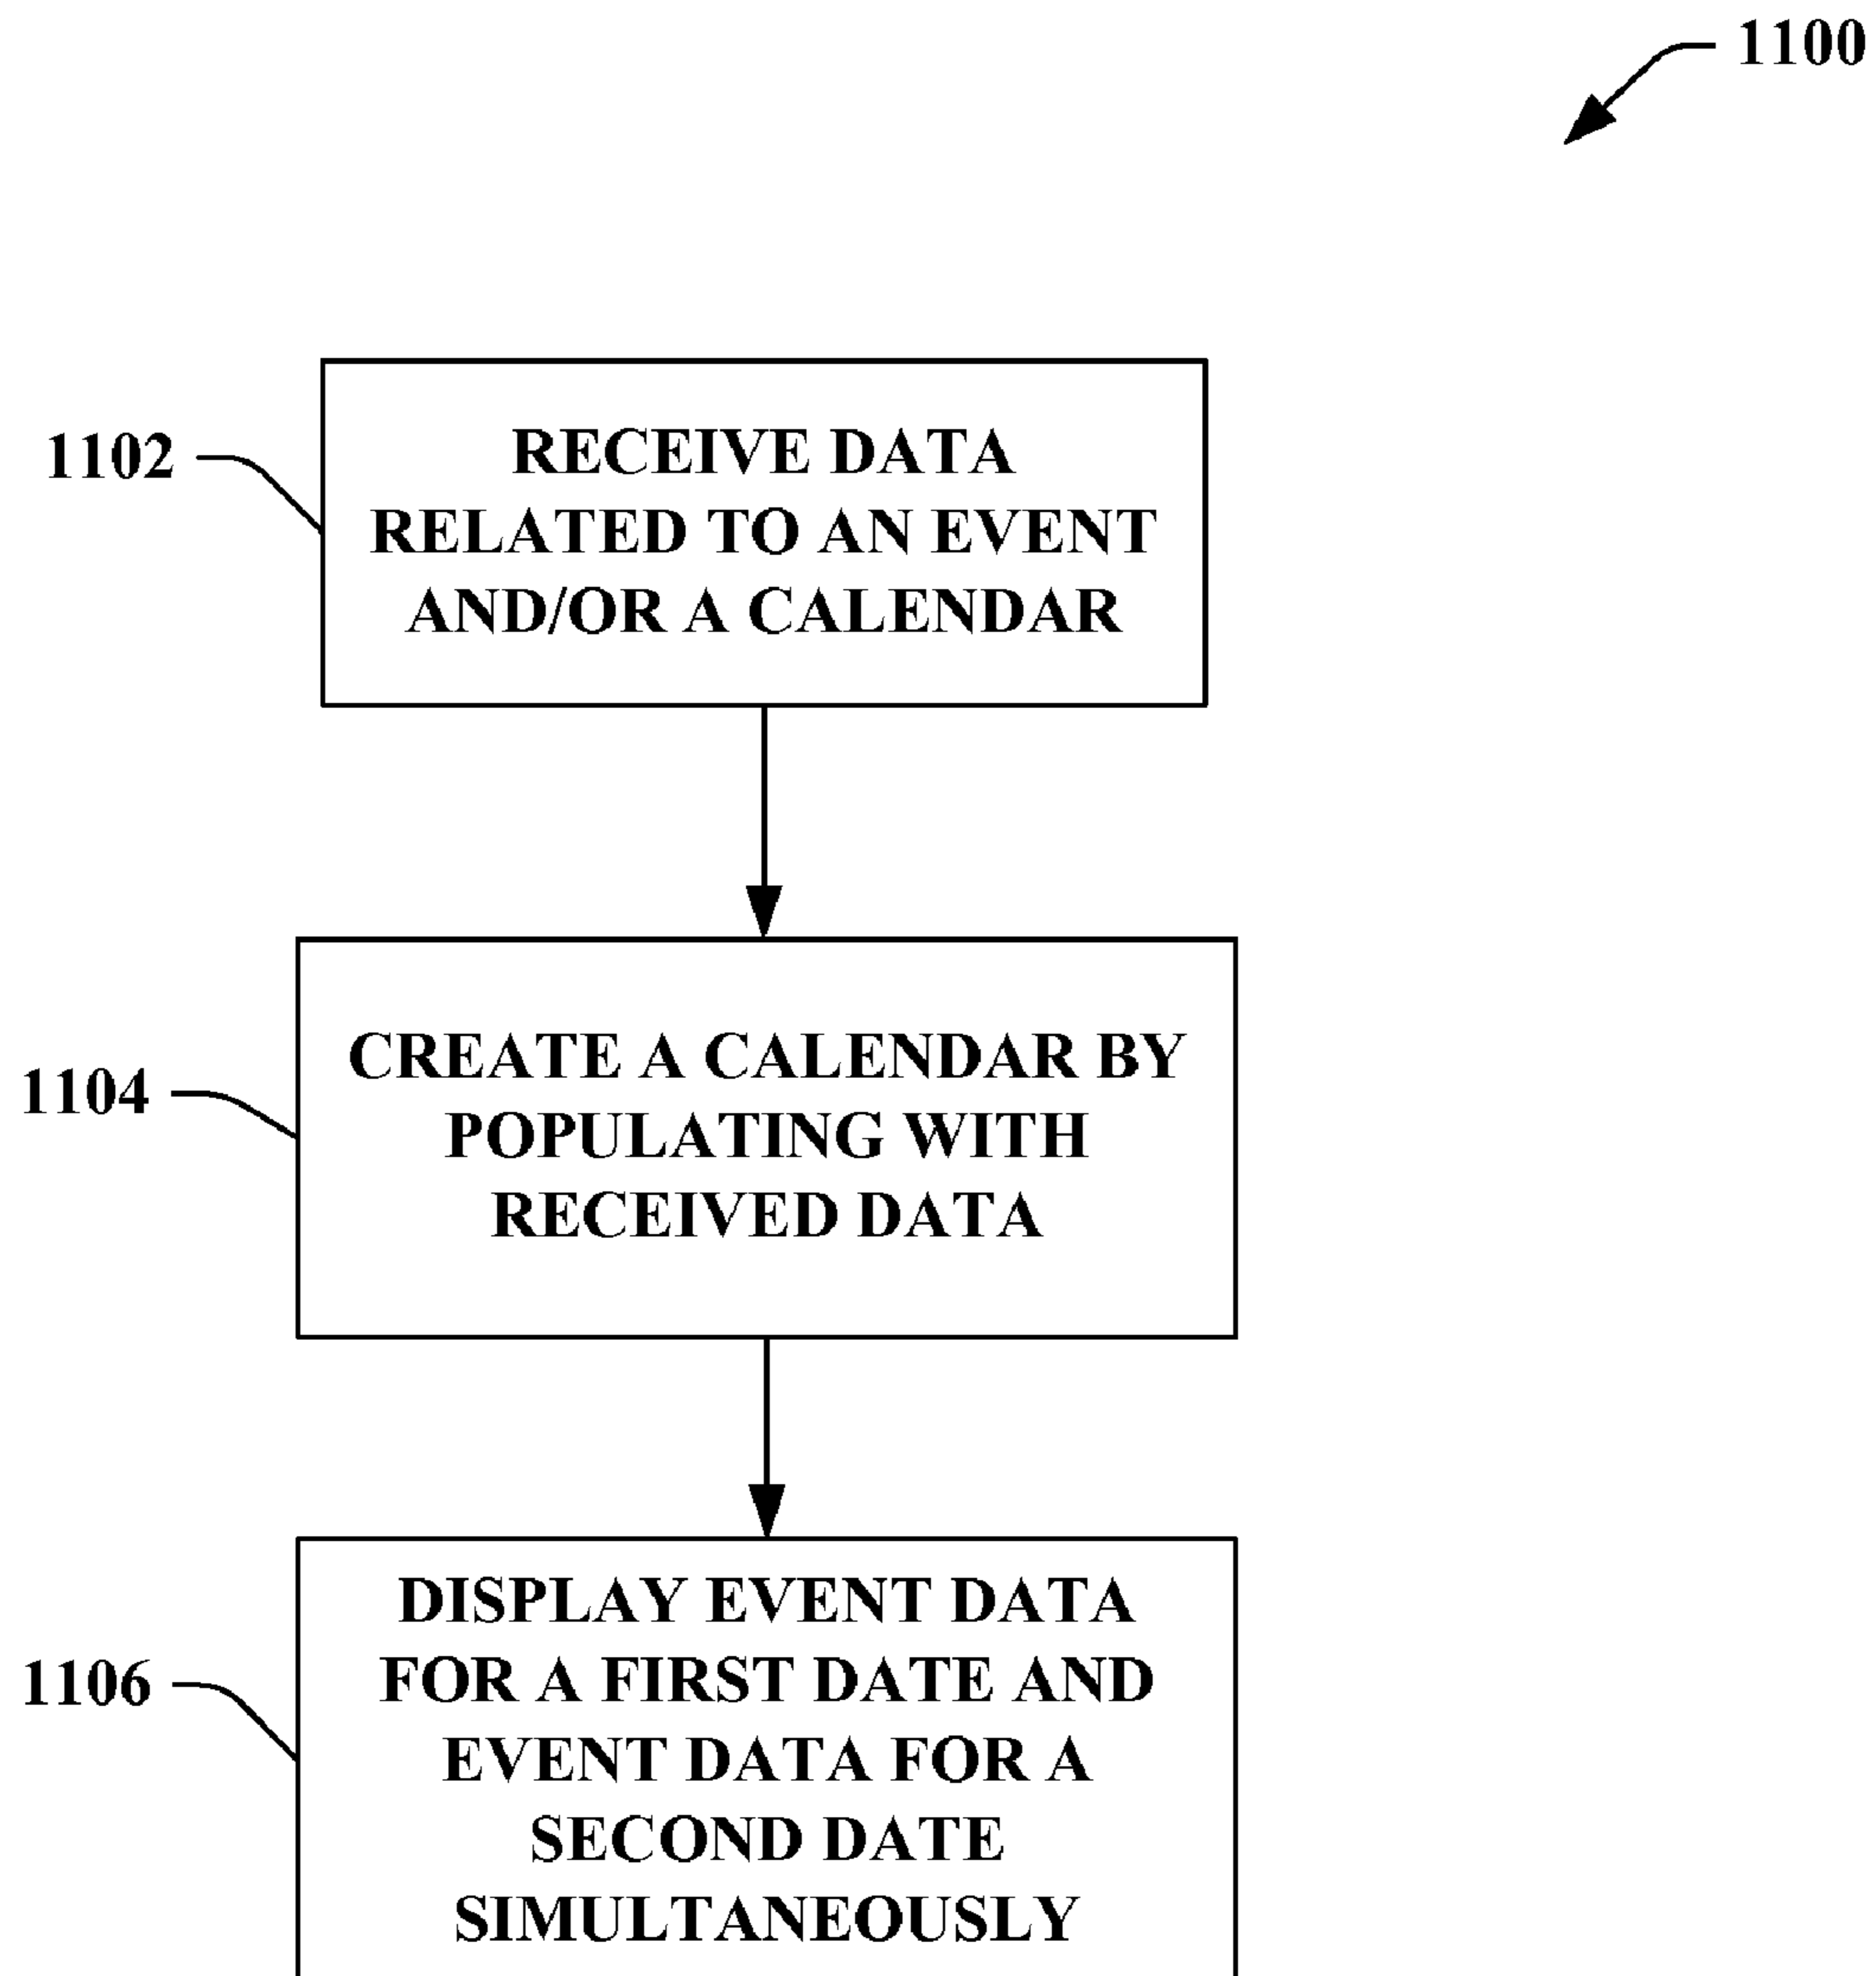 1100
1102
RECEIVE DATA
RELATED TO AN EVENT
AND/OR A CALENDAR
1104
CREATE A CALENDAR BY
POPULATING WITH
RECEIVED DATA
1106
DISPLAY EVENT DATA
FOR A FIRST DATE AND
EVENT DATA FOR A
SECOND DATE
SIMULTANEOUSLY